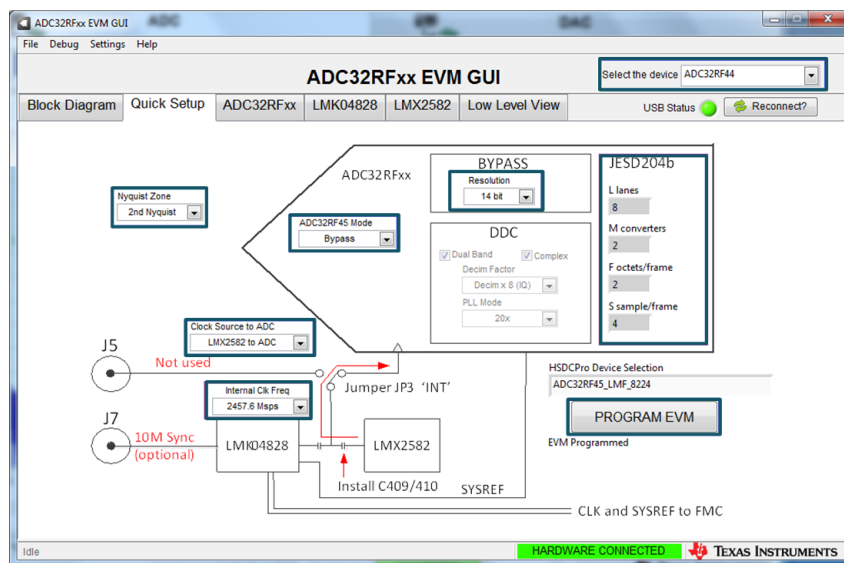 ADC32RFxx EVM GUI
File Debug Settings Help
ADC32RFxx EVM GUI
Select the device ADC32RF44
Block Diagram Quick Setup ADC32RFxx LMK04828 LMX2582 Low Level View
USB Status Reconnect?
ADC32RFxx
BYPASS
Resolution
14 bit
JESD204b
L lanes
8
M converters
2
F octets/frame
2
S sample/frame
4
Nyquist Zone
2nd Nyquist
ADC32RF45 Mode
Bypass
DDC
Dual Band Complex
Decim Factor
Decim x 8 (IQ)
PLL Mode
20x
Clock Source to ADC
LMX2582 to ADC
J5
Not used
Internal Clk Freq
2457.6 Msps
Jumper JP3 ‘INT’
HSDCPro Device Selection
ADC32RF45_LMF_8224
PROGRAM EVM
EVM Programmed
J7
10M Sync
(optional)
LMK04828
LMX2582
Install C409/410
SYSREF
CLK and SYSREF to FMC
Idle
HARDWARE CONNECTED
TEXAS INSTRUMENTS